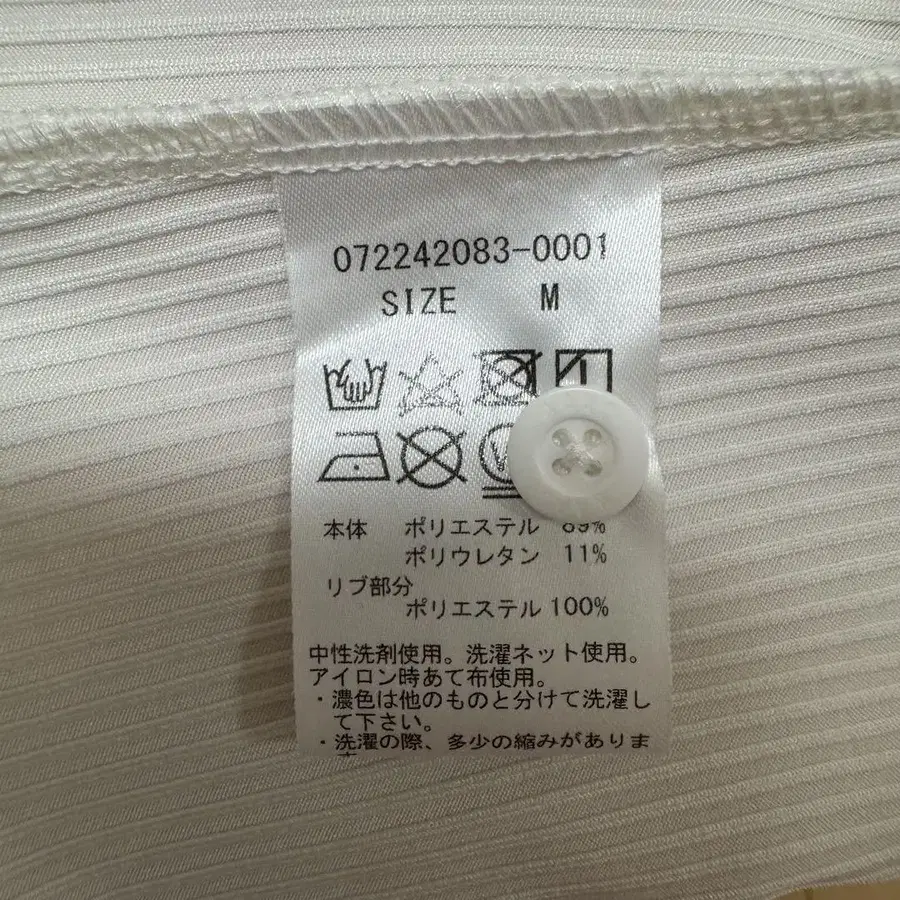 072242083-0001
SIZE M
本体 ポリエステル 89%
ポリウレタン 11%
リブ部分
ポリエステル 100%
中性洗剤使用。洗濯ネット使用。
アイロン時あて布使用。
・濃色は他のものと分けて洗濯し
て下さい。
・洗濯の際、多少の縮みがありま